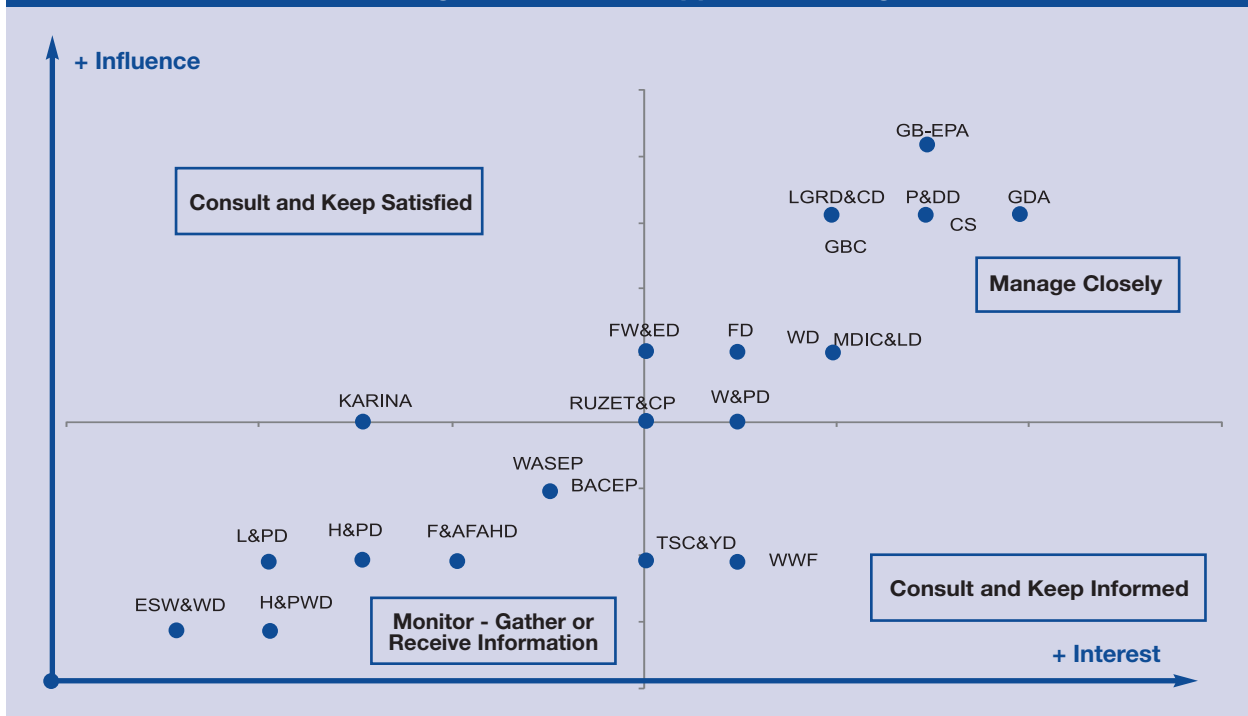 + Influence
GB-EPA
Consult and Keep Satisfied
LGRD&CD
P&DD
GDA
CS
GBC
Manage Closely
FW&ED
FD
WD
MDIC&LD
KARINA
RUZET&CP
W&PD
WASEP
BACEP
L&PD
H&PD
F&AFAHD
TSC&YD
WWF
Consult and Keep Informed
ESW&WD
H&PWD
Monitor - Gather or
Receive Information
+ Interest